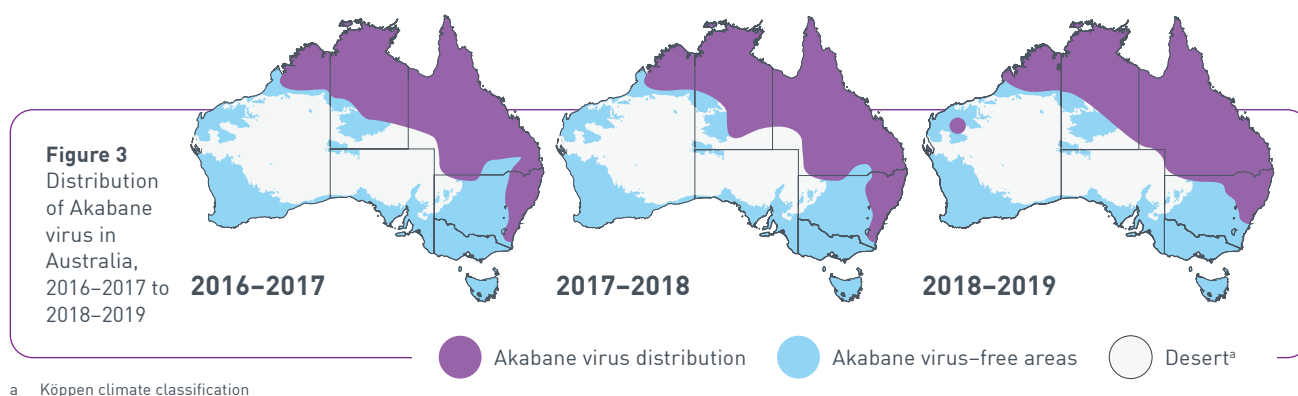 Figure 3
Distribution
of Akabane
virus in
Australia,
2016–2017 to
2018–2019
2016–2017
2017–2018
2018–2019
Akabane virus distribution
Akabane virus–free areas
Desertᵃ
a Köppen climate classification